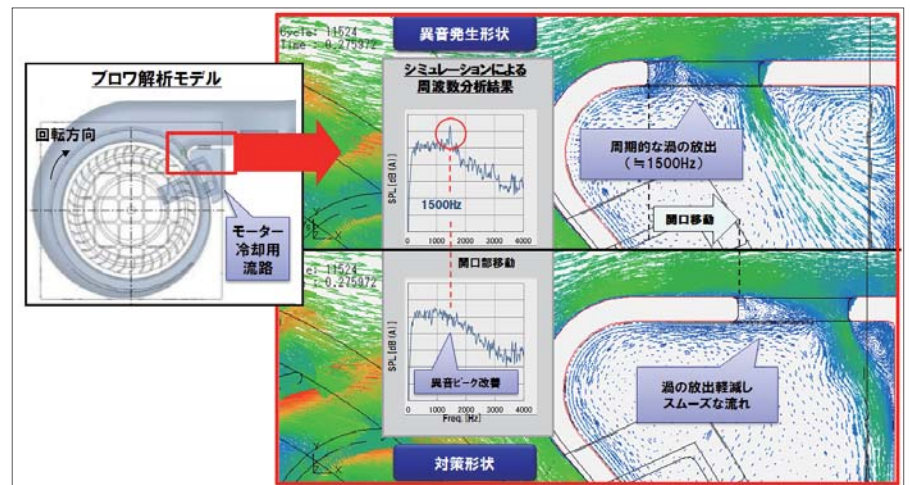 ブロワ解析モデル
回転方向
モーター
冷却用
流路
Cycle: 11524
Time : 0.275972
異音発生形状
シミュレーションによる
周波数分析結果
SPL[dB(A)]
1500Hz
0 1000 2000 3000 4000
周期的な渦の放出
(≒1500Hz)
開口移動
Z X
: 11524
: 0.275972
開口部移動
SPL[dB(A)]
異音ピーク改善
0 1000 2000 3000 4000
Freq. [Hz]
渦の放出軽減し
スムーズな流れ
対策形状
Z X